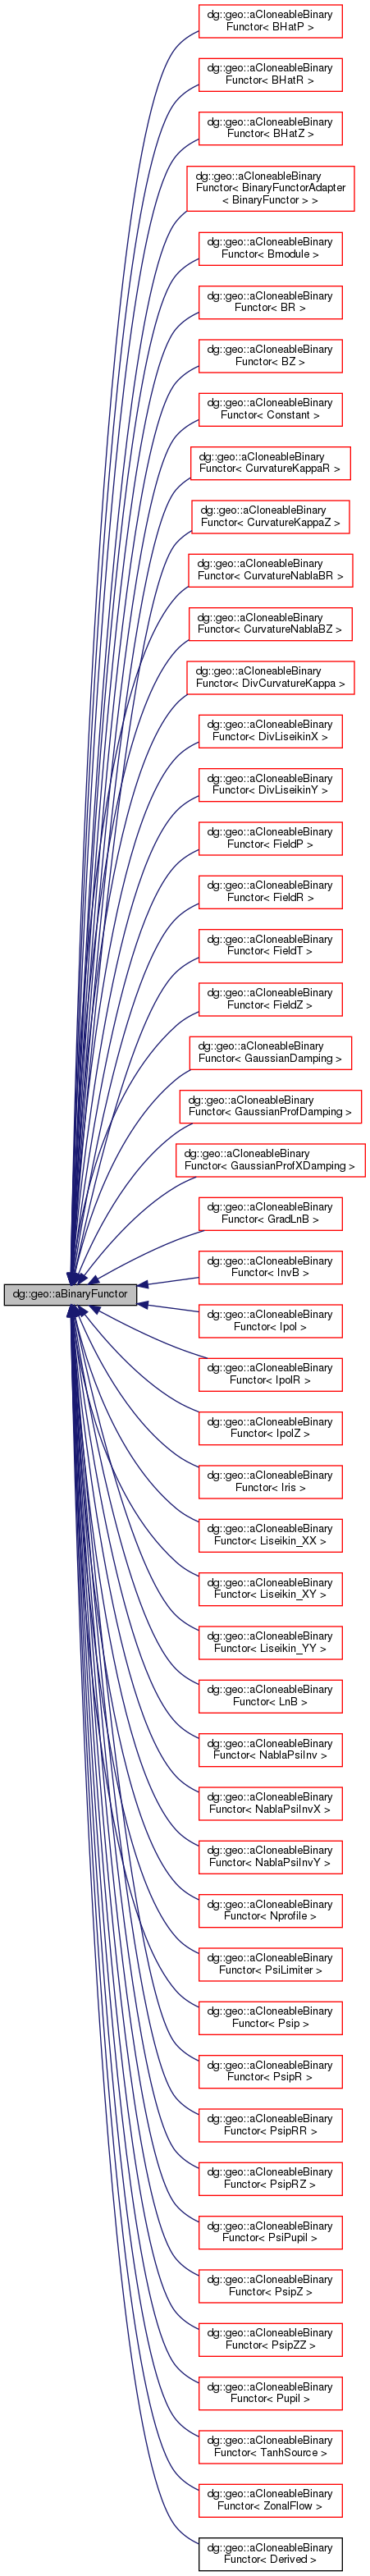 dg::geo::aCloneableBinary
Functor< BHatP >
dg::geo::aCloneableBinary
Functor< BHatR >
dg::geo::aCloneableBinary
Functor< BHatZ >
dg::geo::aCloneableBinary
Functor< BinaryFunctorAdapter
< BinaryFunctor > >
dg::geo::aCloneableBinary
Functor< Bmodule >
dg::geo::aCloneableBinary
Functor< BR >
dg::geo::aCloneableBinary
Functor< BZ >
dg::geo::aCloneableBinary
Functor< Constant >
dg::geo::aCloneableBinary
Functor< CurvatureKappaR >
dg::geo::aCloneableBinary
Functor< CurvatureKappaZ >
dg::geo::aCloneableBinary
Functor< CurvatureNablaBR >
dg::geo::aCloneableBinary
Functor< CurvatureNablaBZ >
dg::geo::aCloneableBinary
Functor< DivCurvatureKappa >
dg::geo::aCloneableBinary
Functor< DivLiseikinX >
dg::geo::aCloneableBinary
Functor< DivLiseikinY >
dg::geo::aCloneableBinary
Functor< FieldP >
dg::geo::aCloneableBinary
Functor< FieldR >
dg::geo::aCloneableBinary
Functor< FieldT >
dg::geo::aCloneableBinary
Functor< FieldZ >
dg::geo::aCloneableBinary
Functor< GaussianDamping >
dg::geo::aCloneableBinary
Functor< GaussianProfDamping >
dg::geo::aCloneableBinary
Functor< GaussianProfXDamping >
dg::geo::aCloneableBinary
Functor< GradLnB >
dg::geo::aCloneableBinary
Functor< InvB >
dg::geo::aBinaryFunctor
dg::geo::aCloneableBinary
Functor< Ipol >
dg::geo::aCloneableBinary
Functor< IpolR >
dg::geo::aCloneableBinary
Functor< IpolZ >
dg::geo::aCloneableBinary
Functor< Iris >
dg::geo::aCloneableBinary
Functor< Liseikin_XX >
dg::geo::aCloneableBinary
Functor< Liseikin_XY >
dg::geo::aCloneableBinary
Functor< Liseikin_YY >
dg::geo::aCloneableBinary
Functor< LnB >
dg::geo::aCloneableBinary
Functor< NablaPsiInv >
dg::geo::aCloneableBinary
Functor< NablaPsiInvX >
dg::geo::aCloneableBinary
Functor< NablaPsiInvY >
dg::geo::aCloneableBinary
Functor< Nprofile >
dg::geo::aCloneableBinary
Functor< PsiLimiter >
dg::geo::aCloneableBinary
Functor< Psip >
dg::geo::aCloneableBinary
Functor< PsipR >
dg::geo::aCloneableBinary
Functor< PsipRR >
dg::geo::aCloneableBinary
Functor< PsipRZ >
dg::geo::aCloneableBinary
Functor< PsiPupil >
dg::geo::aCloneableBinary
Functor< PsipZ >
dg::geo::aCloneableBinary
Functor< PsipZZ >
dg::geo::aCloneableBinary
Functor< Pupil >
dg::geo::aCloneableBinary
Functor< TanhSource >
dg::geo::aCloneableBinary
Functor< ZonalFlow >
dg::geo::aCloneableBinary
Functor< Derived >